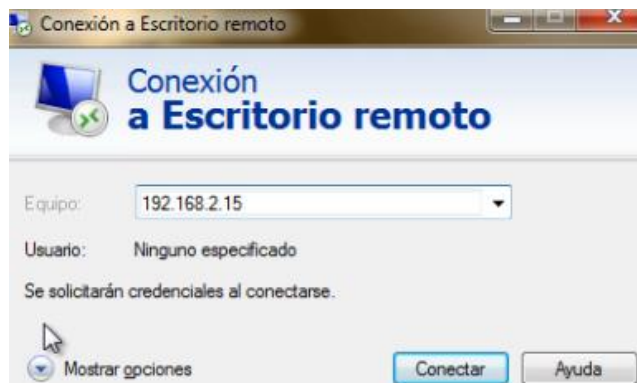 Conexión a Escritorio remoto
Conexión
a Escritorio remoto
Equipo: 192.168.2.15
Usuario: Ninguno especificado
Se solicitarán credenciales al conectarse.
Mostrar opciones Conectar Ayuda